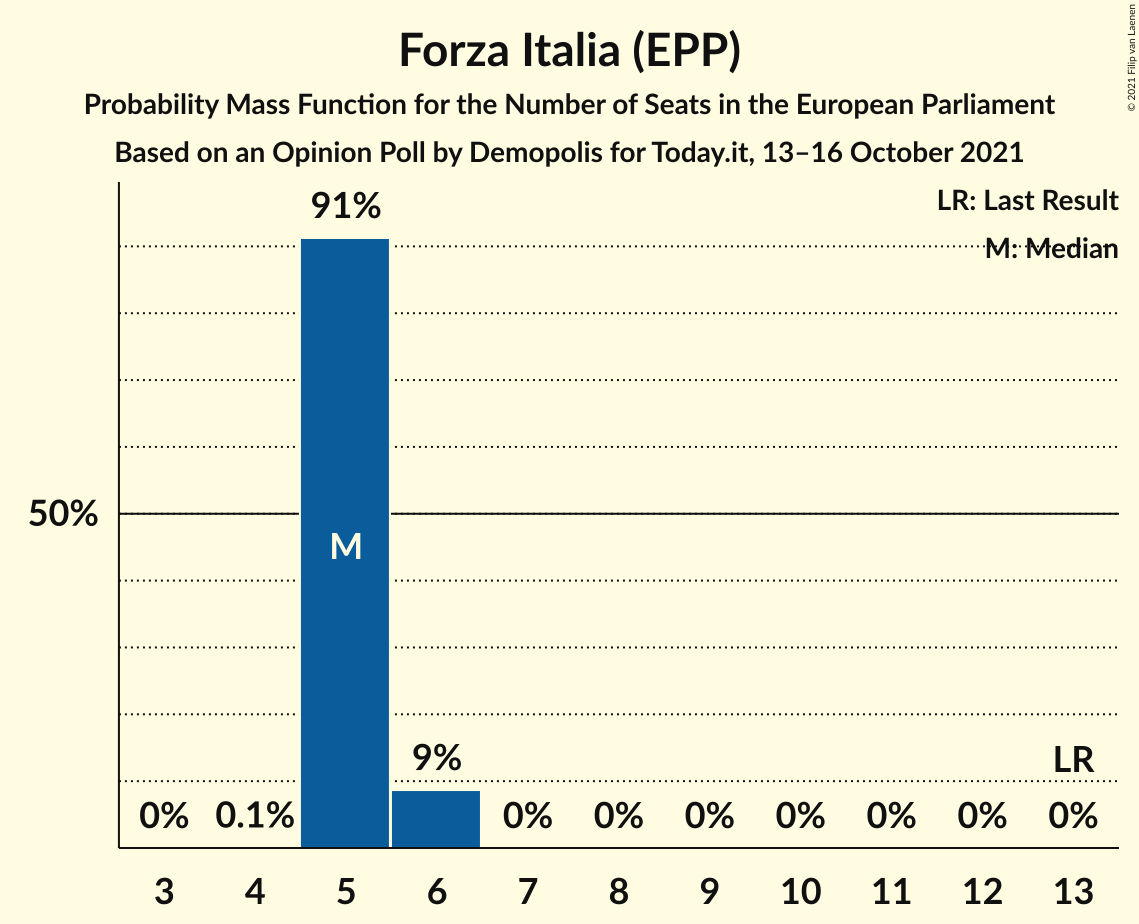 Forza Italia (EPP)
Probability Mass Function for the Number of Seats in the European Parliament
Based on an Opinion Poll by Demopolis for Today.it, 13–16 October 2021
© 2021 Filip van Laenen
LR: Last Result
M: Median
91%
50%
M
9%
LR
0% 0.1% 0% 0% 0% 0% 0% 0% 0%
3 4 5 6 7 8 9 10 11 12 13